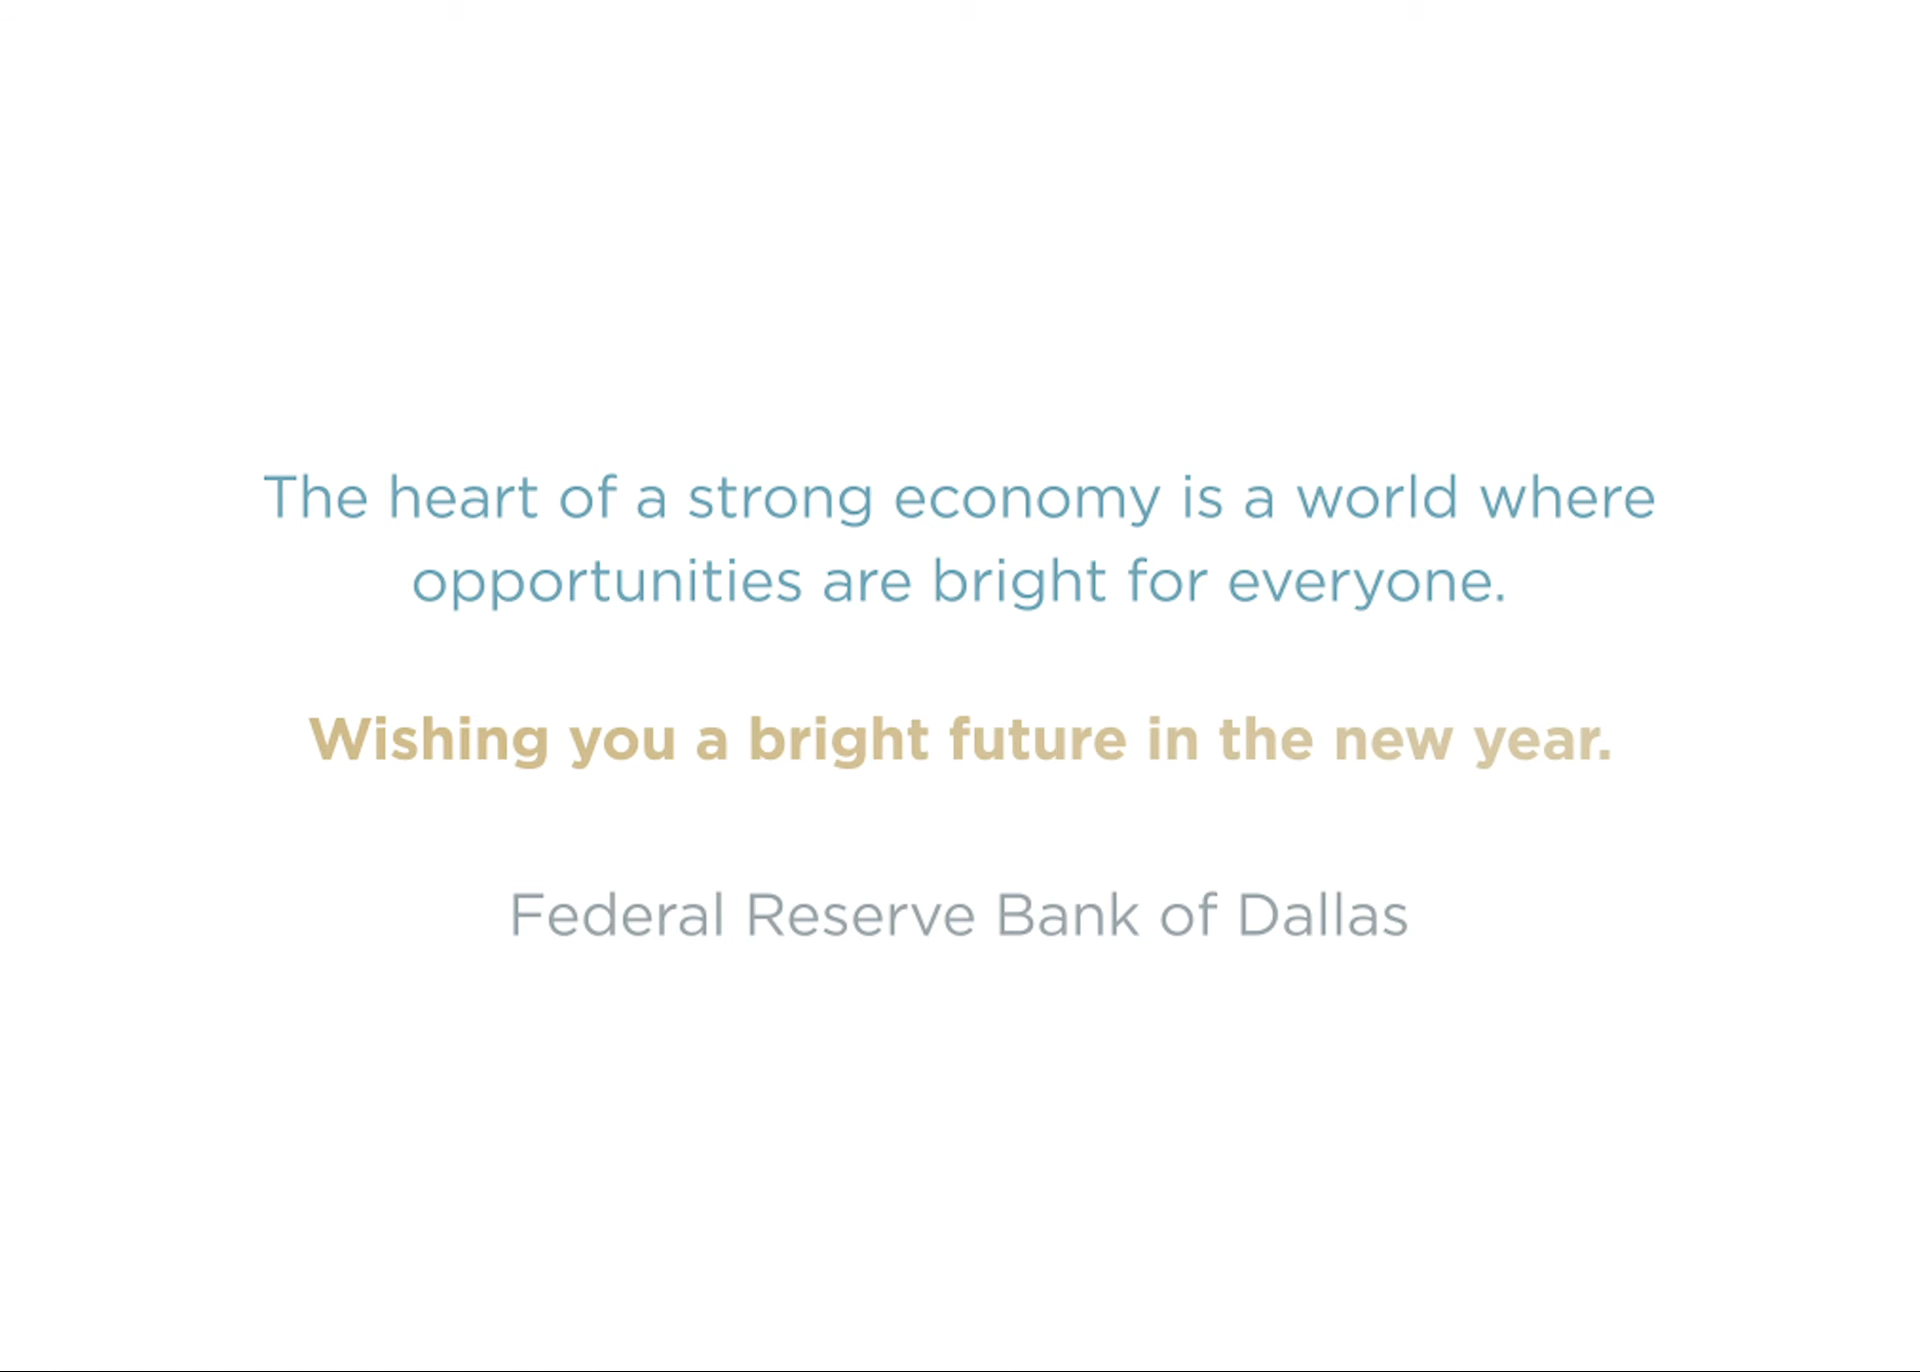 The heart of a strong economy is a world where
opportunities are bright for everyone.
Wishing you a bright future in the new year.
Federal Reserve Bank of Dallas